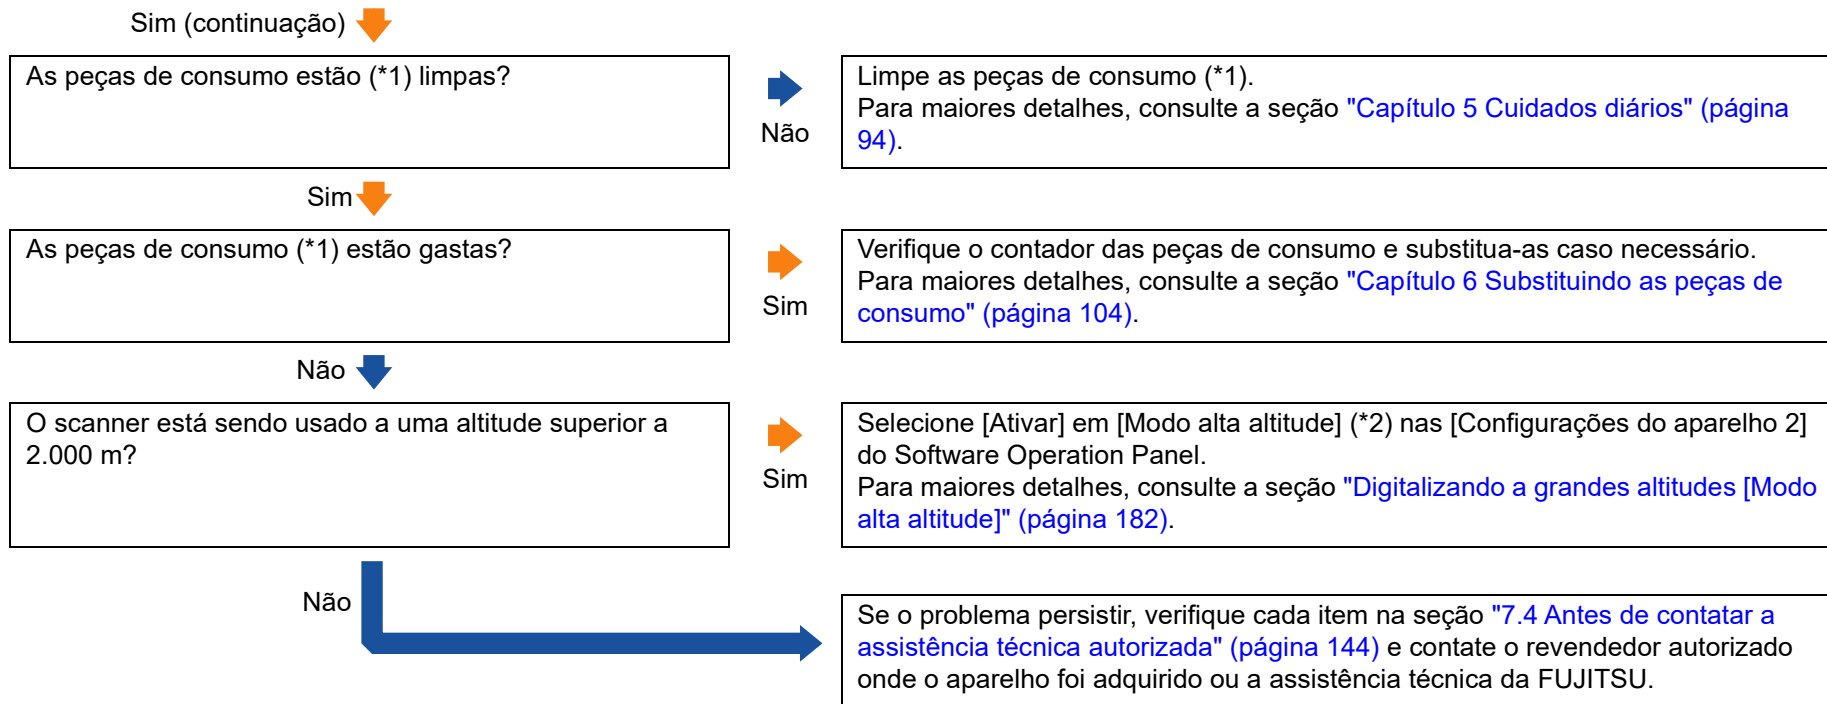 Sim (continuação)
As peças de consumo estão (*1) limpas?
Não
Limpe as peças de consumo (*1).
Para maiores detalhes, consulte a seção "Capítulo 5 Cuidados diários" (página
94).
Sim
As peças de consumo (*1) estão gastas?
Sim
Verifique o contador das peças de consumo e substitua-as caso necessário.
Para maiores detalhes, consulte a seção "Capítulo 6 Substituindo as peças de
consumo" (página 104).
Não
O scanner está sendo usado a uma altitude superior a
2.000 m?
Sim
Selecione [Ativar] em [Modo alta altitude] (*2) nas [Configurações do aparelho 2]
do Software Operation Panel.
Para maiores detalhes, consulte a seção "Digitalizando a grandes altitudes [Modo
alta altitude]" (página 182).
Não
Se o problema persistir, verifique cada item na seção "7.4 Antes de contatar a
assistência técnica autorizada" (página 144) e contate o revendedor autorizado
onde o aparelho foi adquirido ou a assistência técnica da FUJITSU.